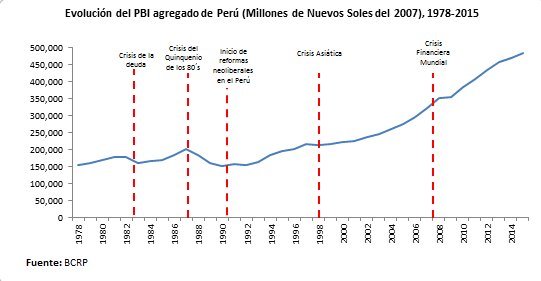 Evolución del PBI agregado de Perú (Millones de Nuevos Soles del 2007), 1978-2015
500,000
450,000
400,000
350,000
300,000
250,000
200,000
150,000
100,000
50,000
0
Crisis de la
deuda
Crisis del
Quinquenio
de los 80´s
Inicio de
reformas
neoliberales
en el Perú
Crisis Asiática
Crisis
Financiera
Mundial
1978
1980
1982
1984
1986
1988
1990
1992
1994
1996
1998
2000
2002
2004
2006
2008
2010
2012
2014
Fuente: BCRP